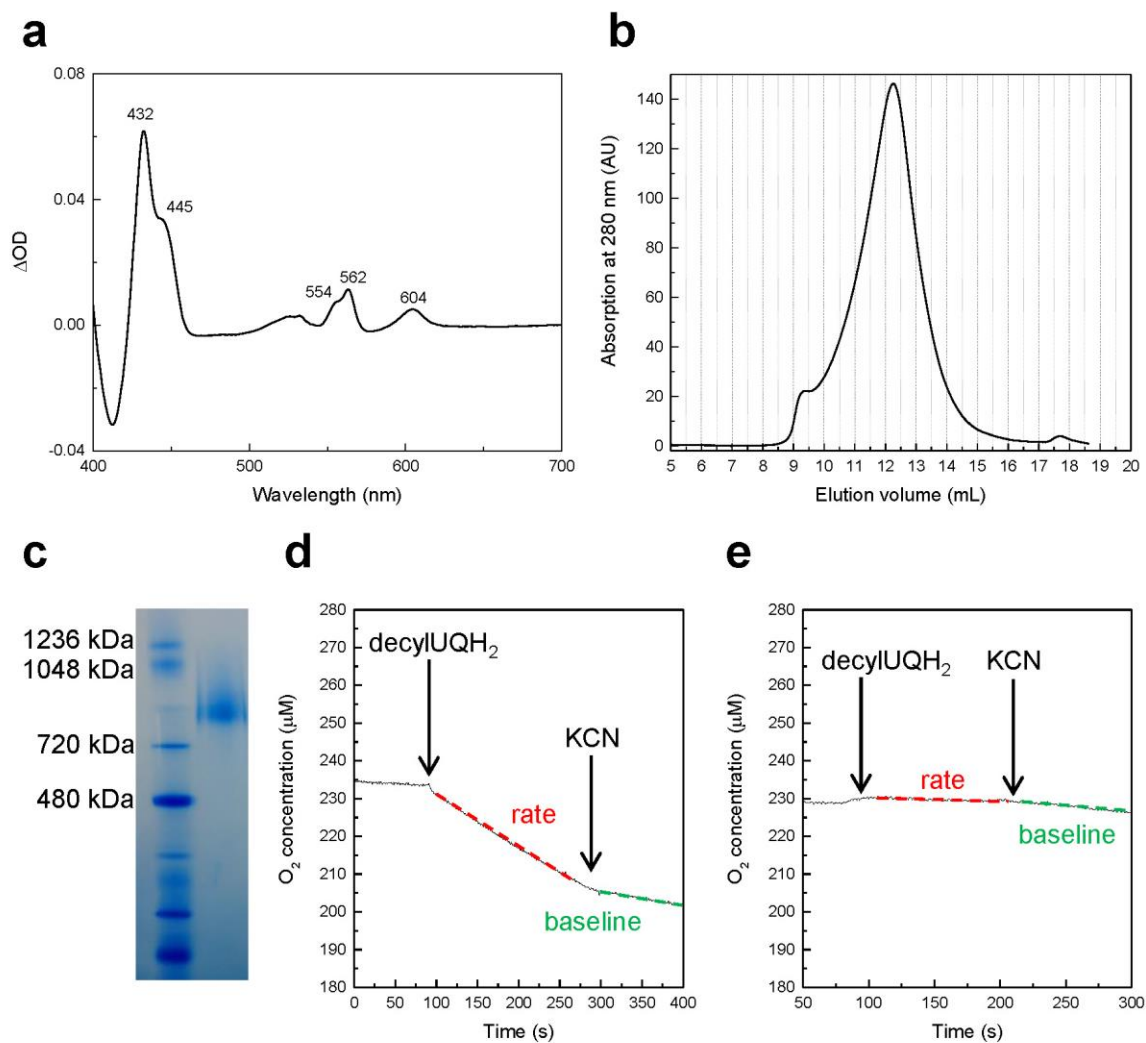 a
0.08
0.04
0.00
-0.04
ΔOD
432
445
554
562
604
400
500
600
700
Wavelength (nm)
b
140
120
100
80
60
40
20
0
Absorption at 280 nm (AU)
5 6 7 8 9 10 11 12 13 14 15 16 17 18 19 20
Elution volume (mL)
c
1236 kDa
1048 kDa
720 kDa
480 kDa
d
280
270
260
250
240
230
220
210
200
190
180
O₂ concentration (μM)
decylUQH₂
KCN
rate
baseline
0 50 100 150 200 250 300 350 400
Time (s)
e
280
270
260
250
240
230
220
210
200
190
180
O₂ concentration (μM)
decylUQH₂
KCN
rate
baseline
50 100 150 200 250 300
Time (s)